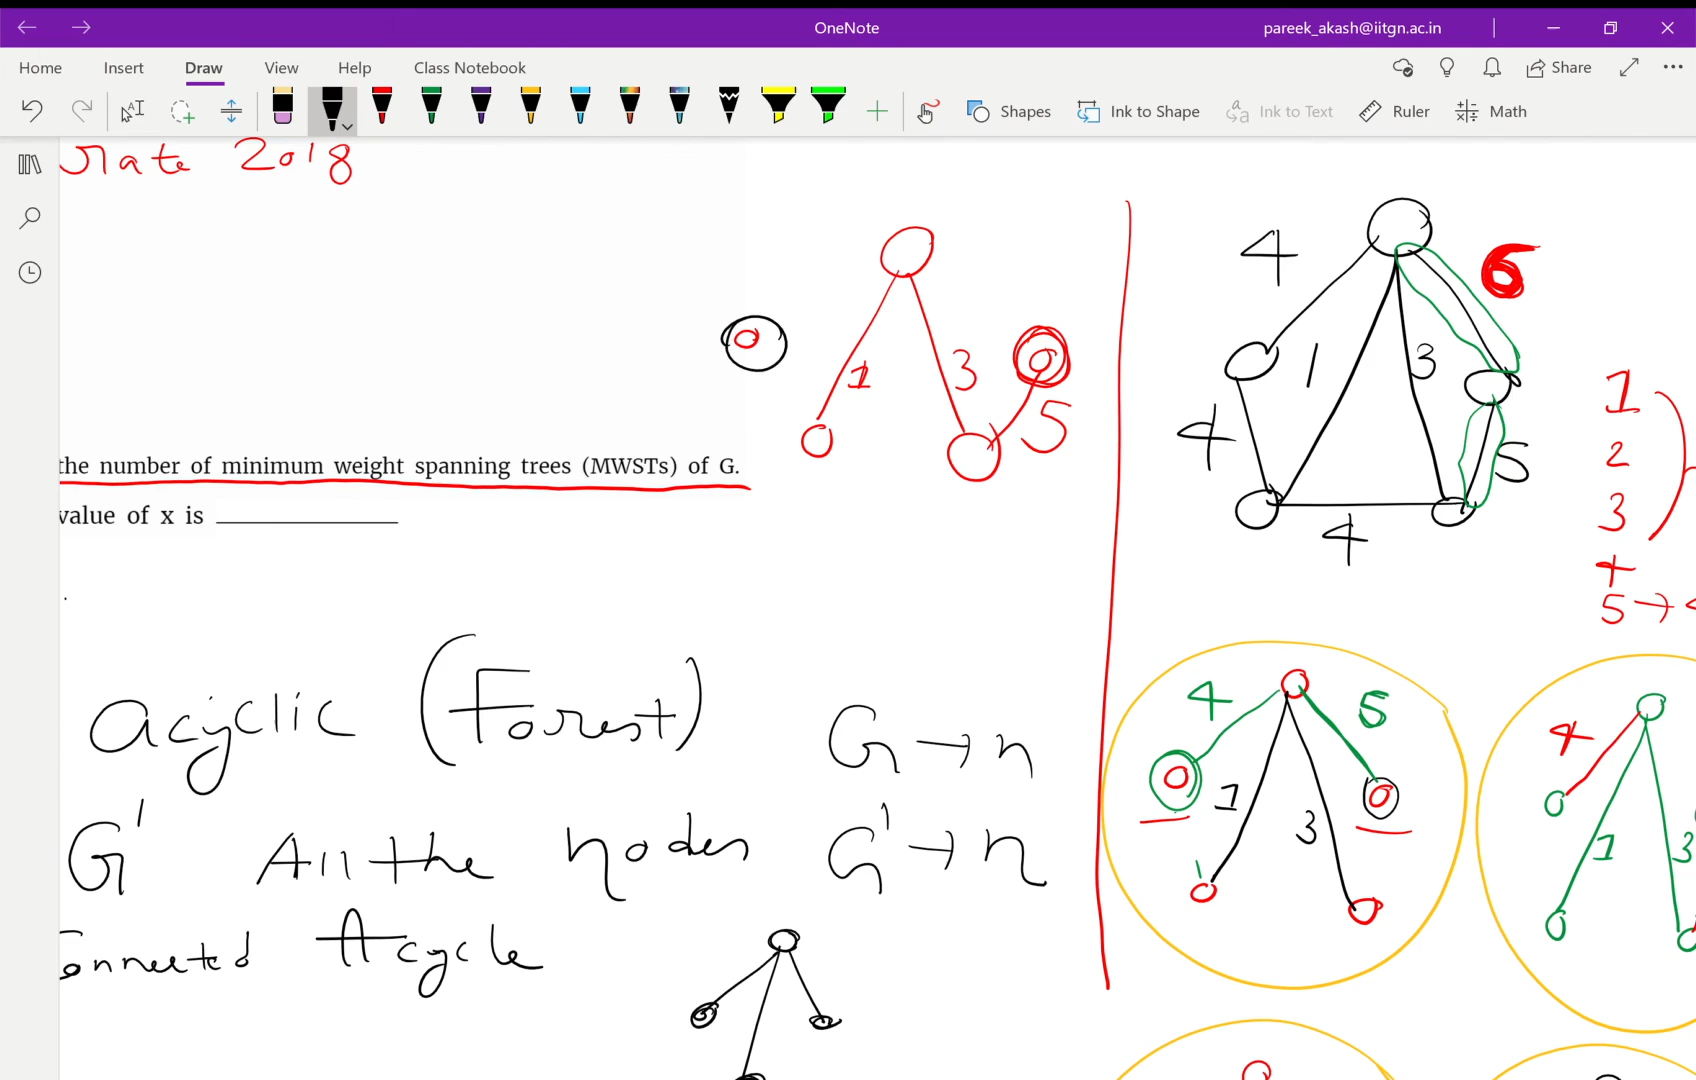 OneNote
pareek_akash@iitgn.ac.in
Home Insert Draw View Help Class Notebook
Share
Shapes Ink to Shape Ink to Text Ruler Math
rate 2018
the number of minimum weight spanning trees (MWSTs) of G.
value of x is ____________
1 3 5
4 6
1 3
4 5
4
1
2
3
+
5 →
acyclic (Forest) G → n
G' All the nodes G' → n
onnected Acycle
4 5
1 3
4
1 3